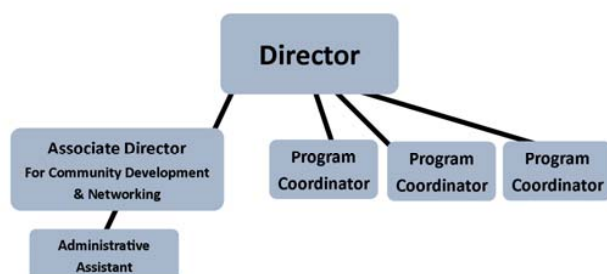 Director
Associate Director
For Community Development
& Networking
Program
Coordinator
Program
Coordinator
Program
Coordinator
Administrative
Assistant